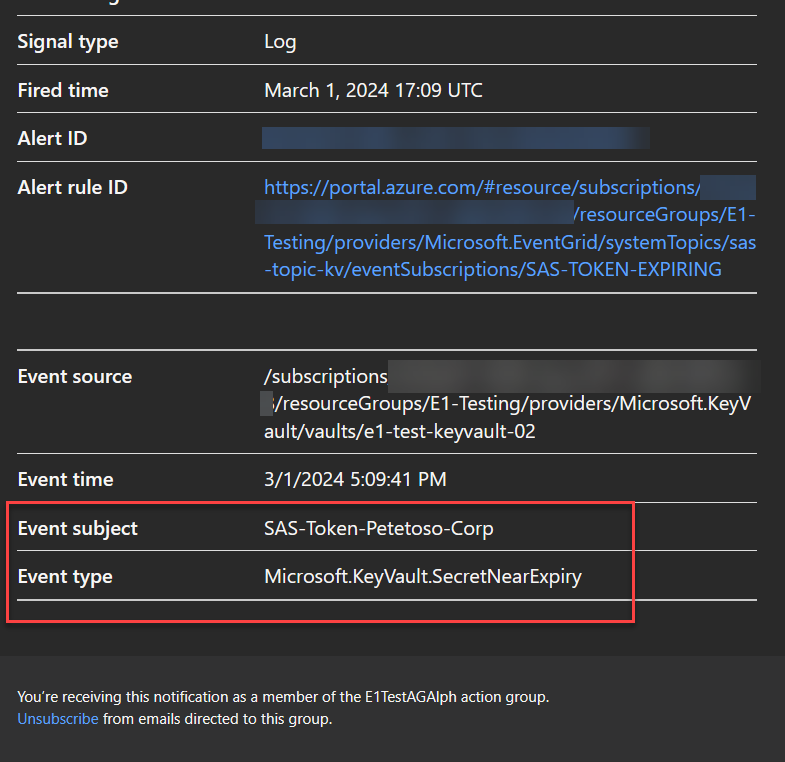 Signal type Log
Fired time March 1, 2024 17:09 UTC
Alert ID
Alert rule ID https://portal.azure.com/#resource/subscriptions/
/resourceGroups/E1-
Testing/providers/Microsoft.EventGrid/systemTopics/sas
-topic-kv/eventSubscriptions/SAS-TOKEN-EXPIRING
Event source /subscriptions
/resourceGroups/E1-Testing/providers/Microsoft.KeyV
ault/vaults/e1-test-keyvault-02
Event time 3/1/2024 5:09:41 PM
Event subject SAS-Token-Petetoso-Corp
Event type Microsoft.KeyVault.SecretNearExpiry
You're receiving this notification as a member of the E1TestAGAlph action group.
Unsubscribe from emails directed to this group.